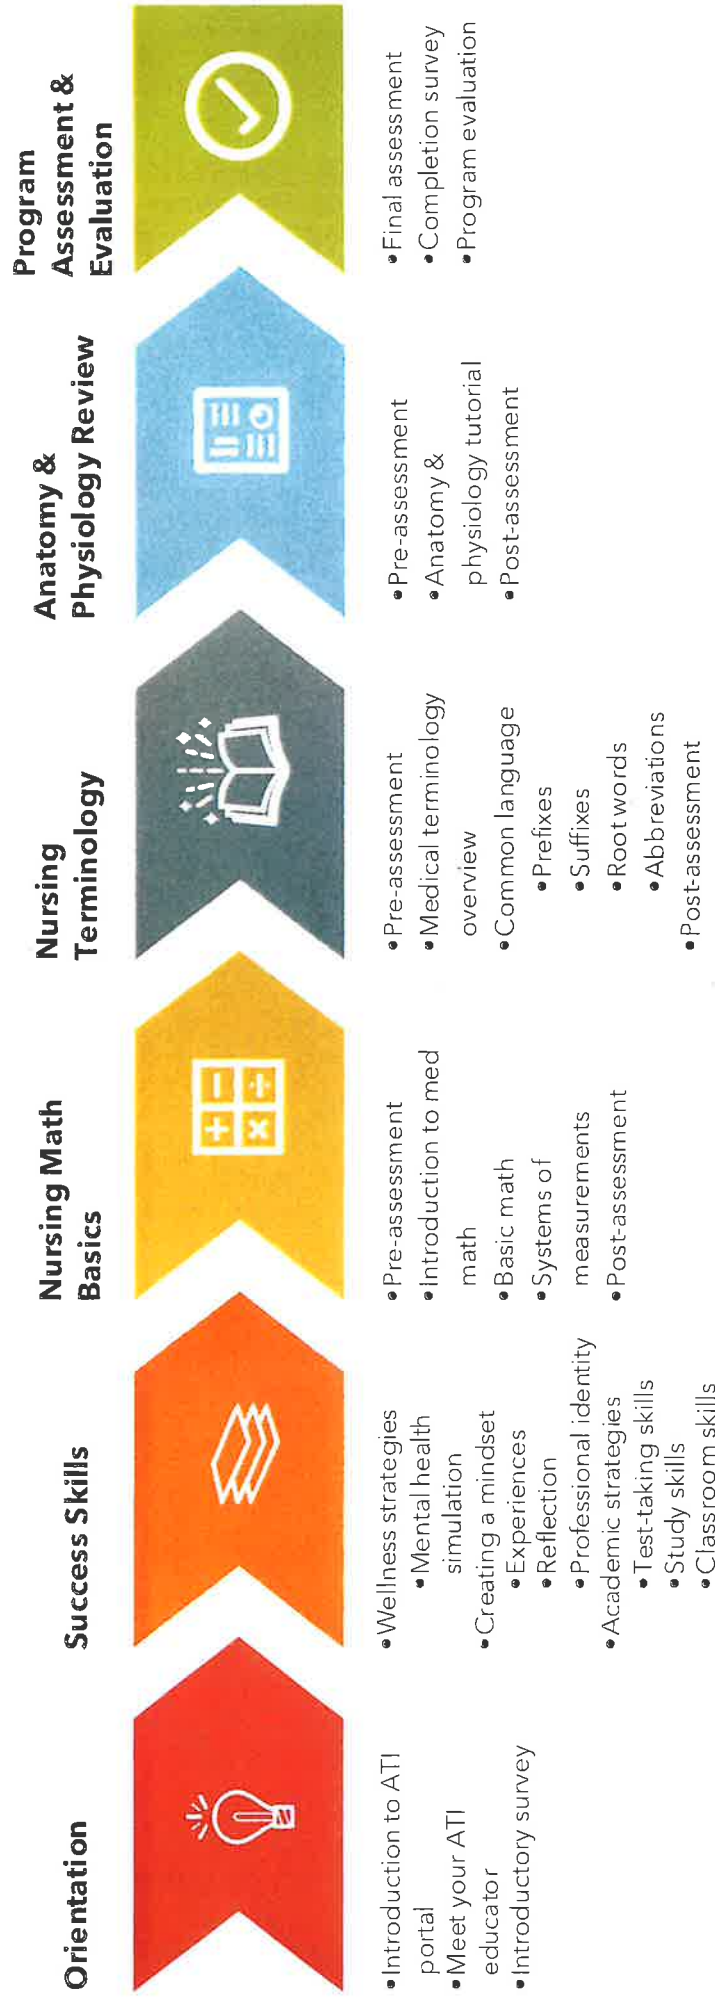 Orientation
• Introduction to ATI
portal
• Meet your ATI
educator
• Introductory survey
Success Skills
• Wellness strategies
• Mental health
simulation
• Creating a mindset
• Experiences
• Reflection
• Professional identity
• Academic strategies
• Test-taking skills
• Study skills
• Classroom skills
Nursing Math
Basics
• Pre-assessment
• Introduction to med
math
• Basic math
• Systems of
measurements
• Post-assessment
Nursing
Terminology
• Pre-assessment
• Medical terminology
overview
• Common language
• Prefixes
• Suffixes
• Root words
• Abbreviations
• Post-assessment
Anatomy &
Physiology Review
• Pre-assessment
• Anatomy &
physiology tutorial
• Post-assessment
Program
Assessment &
Evaluation
• Final assessment
• Completion survey
• Program evaluation